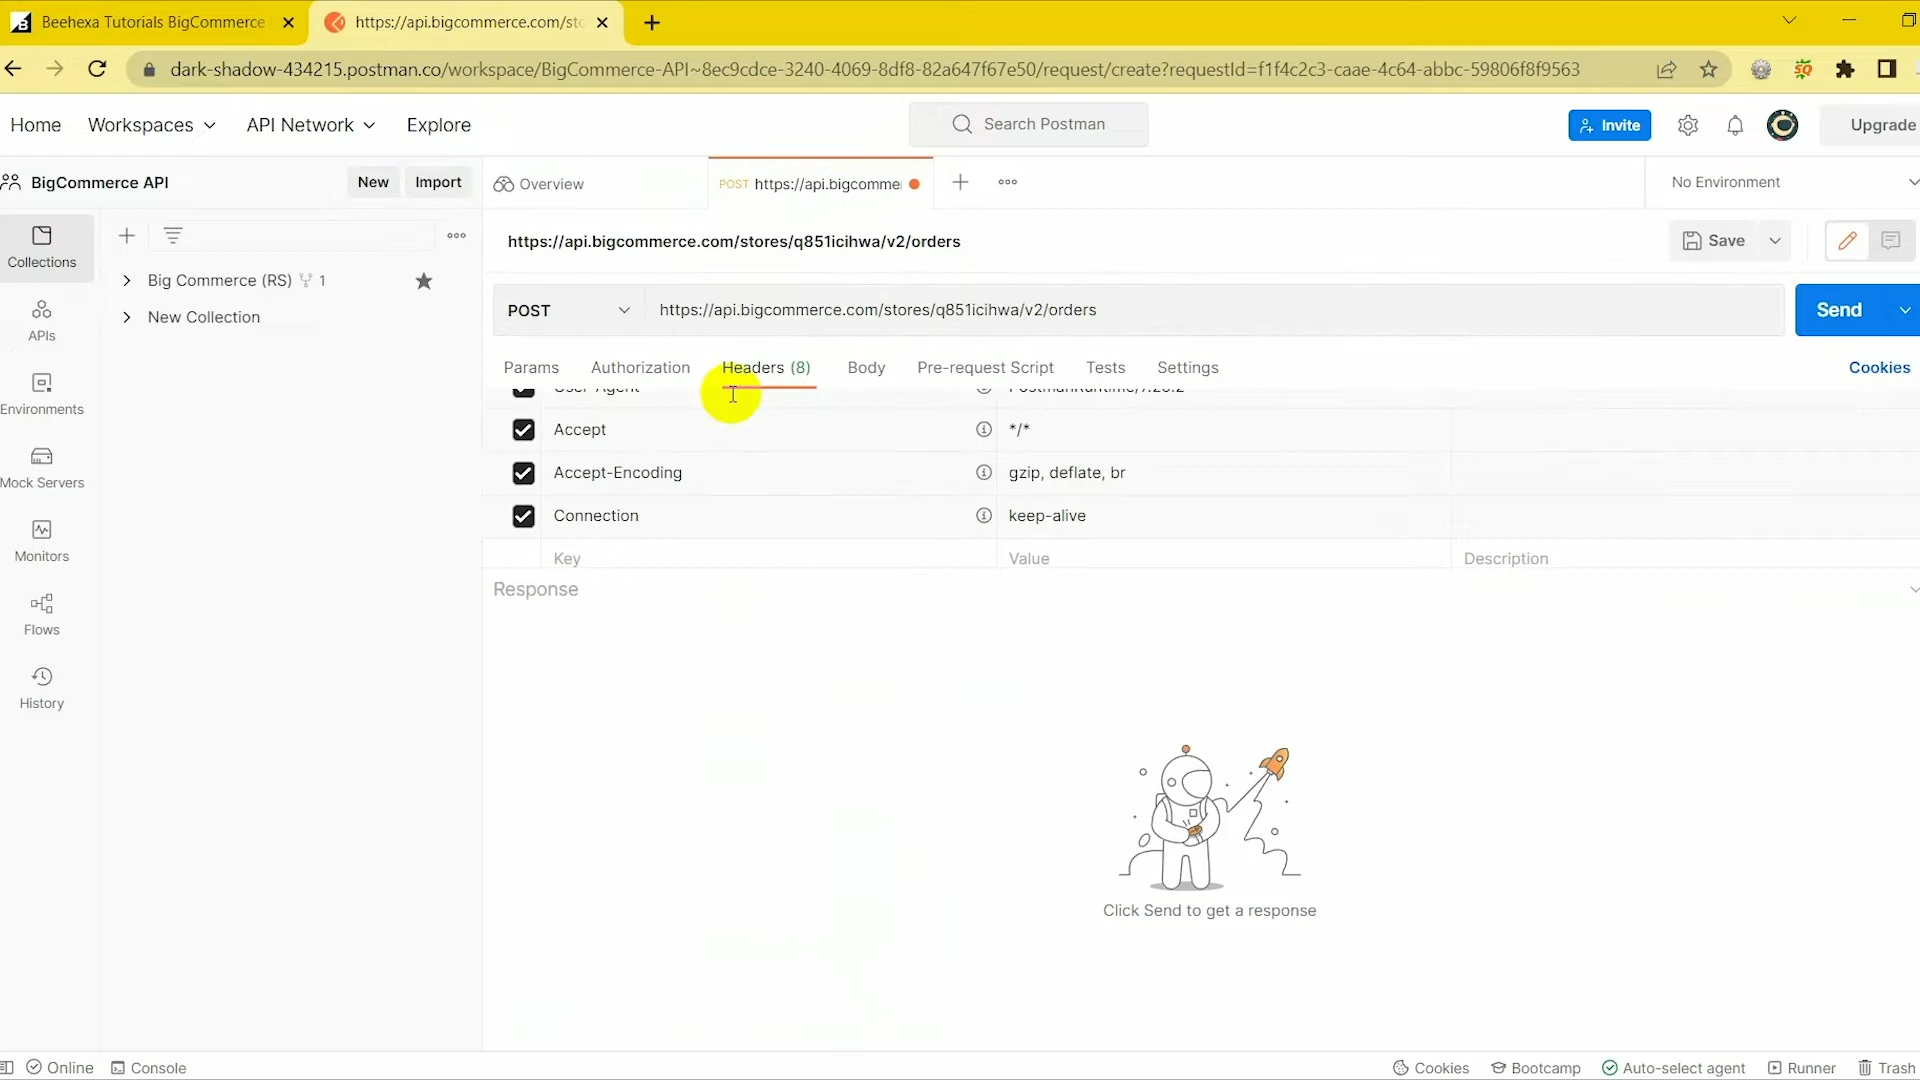 Beehexa Tutorials BigCommerce
https://api.bigcommerce.com/sto
dark-shadow-434215.postman.co/workspace/BigCommerce-API~8ec9cdce-3240-4069-8df8-82a647f67e50/request/create?requestId=f1f4c2c3-caae-4c64-abbc-59806f8f9563
Home Workspaces API Network Explore Search Postman Invite Upgrade
BigCommerce API New Import Overview POST https://api.bigcomme No Environment
https://api.bigcommerce.com/stores/q851icihwa/v2/orders Save
Collections
Big Commerce (RS) 1
New Collection
APIs
Environments
Mock Servers
Monitors
Flows
History
POST https://api.bigcommerce.com/stores/q851icihwa/v2/orders Send
Params Authorization Headers (8) Body Pre-request Script Tests Settings Cookies
User-Agent
Accept */*
Accept-Encoding gzip, deflate, br
Connection keep-alive
Key Value Description
Response
Click Send to get a response
Online Console Cookies Bootcamp Auto-select agent Runner Trash